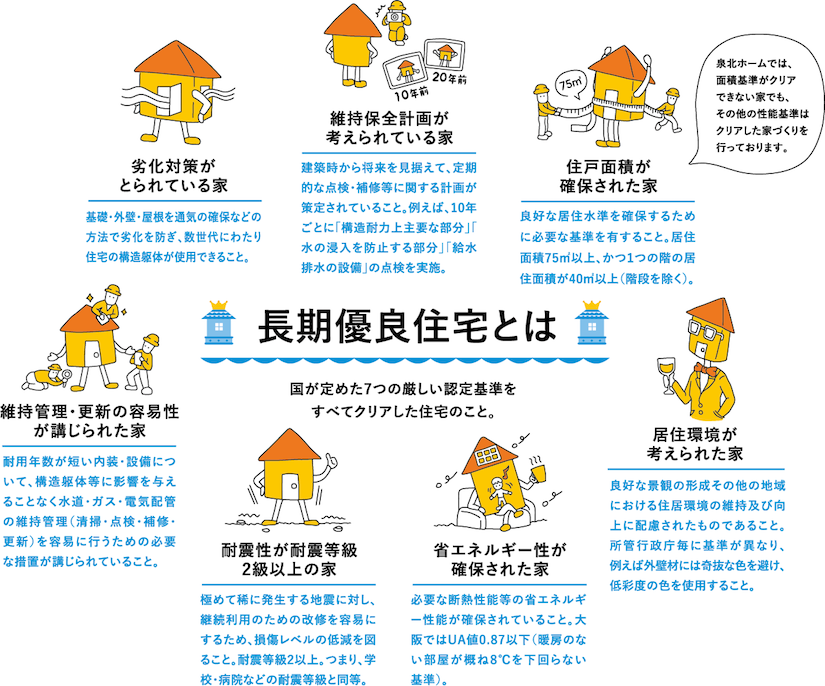 劣化対策が
とられている家
基礎・外壁・屋根を通気の確保などの
方法で劣化を防ぎ、数世代にわたり
住宅の構造躯体が使用できること。
10年前
20年前
維持保全計画が
考えられている家
建築時から将来を見据えて、定期
的な点検・補修等に関する計画が
策定されていること。例えば、10年
ごとに「構造耐力上主要な部分」「
水の浸入を防止する部分」「給水
排水の設備」の点検を実施。
75㎡
住戸面積が
確保された家
良好な居住水準を確保するため
に必要な基準を有すること。居住
面積75㎡以上、かつ1つの階の居
住面積が40㎡以上（階段を除く）。
泉北ホームでは、
面積基準がクリア
できない家でも、
その他の性能基準は
クリアした家づくりを
行っております。
長期優良住宅とは
国が定めた7つの厳しい認定基準を
すべてクリアした住宅のこと。
維持管理・更新の容易性
が講じられた家
耐用年数が短い内装・設備につ
いて、構造躯体等に影響を与え
ることなく水道・ガス・電気配管
の維持管理（清掃・点検・補修・
更新）を容易に行うための必要
な措置が講じられていること。
耐震性が耐震等級
2級以上の家
極めて稀に発生する地震に対し、
継続利用のための改修を容易に
するため、損傷レベルの低減を図
ること。耐震等級2以上。つまり、学
校・病院などの耐震等級と同等。
省エネルギー性が
確保された家
必要な断熱性能等の省エネルギ
ー性能が確保されていること。大
阪ではUA値0.87以下（暖房のな
い部屋が概ね8℃を下回らない
基準）。
居住環境が
考えられた家
良好な景観の形成その他の地域
における住居環境の維持及び向
上に配慮されたものであること。
所管行政庁毎に基準が異なり、
例えば外壁材には奇抜な色を避け、
低彩度の色を使用すること。